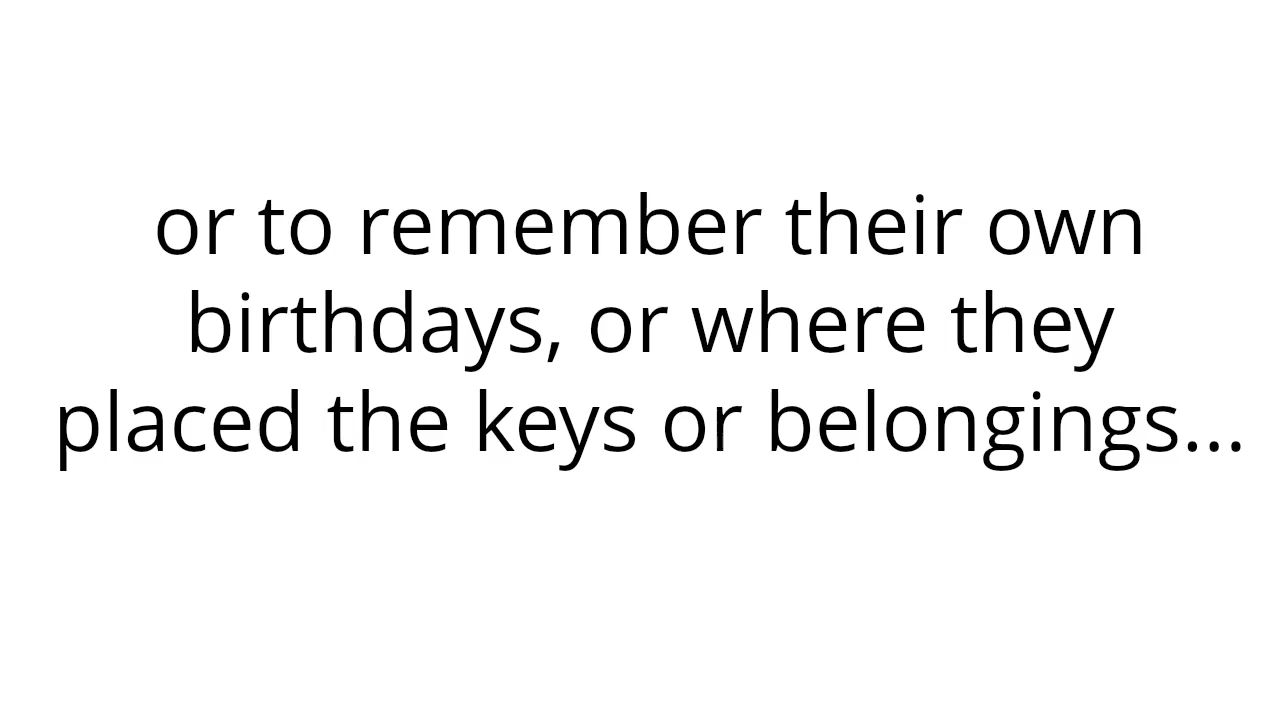 or to remember their own
birthdays, or where they
placed the keys or belongings...